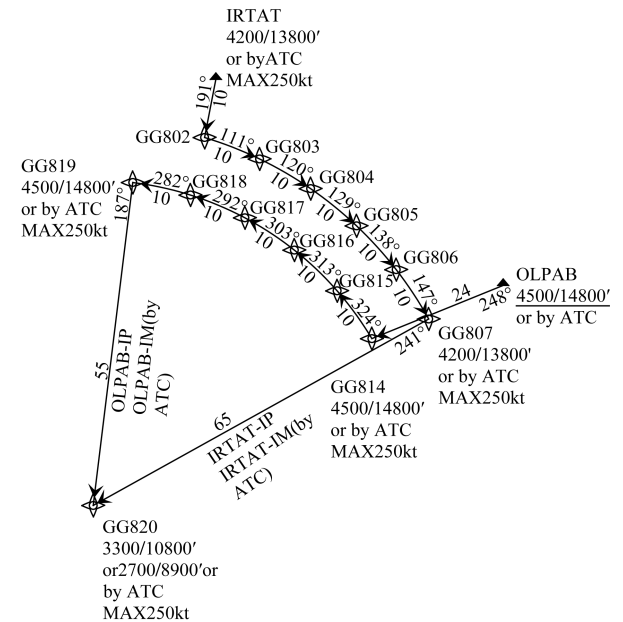 IRTAT
4200/13800′
or byATC
MAX250kt
191°
10
GG802
111°
10
GG803
120°
10
GG804
129°
10
GG805
138°
10
GG806
147°
10
GG819
4500/14800′
or by ATC
MAX250kt
187°
282°
10
GG818
292°
10
GG817
303°
10
GG816
313°
10
GG815
324°
10
OLPAB
4500/14800′
or by ATC
24
248°
GG807
4200/13800′
or by ATC
MAX250kt
241°
GG814
4500/14800′
or by ATC
MAX250kt
55
OLPAB-IP
OLPAB-IM(by
ATC)
65
IRTAT-IP
IRTAT-IM(by
ATC)
GG820
3300/10800′
or2700/8900′or
by ATC
MAX250kt